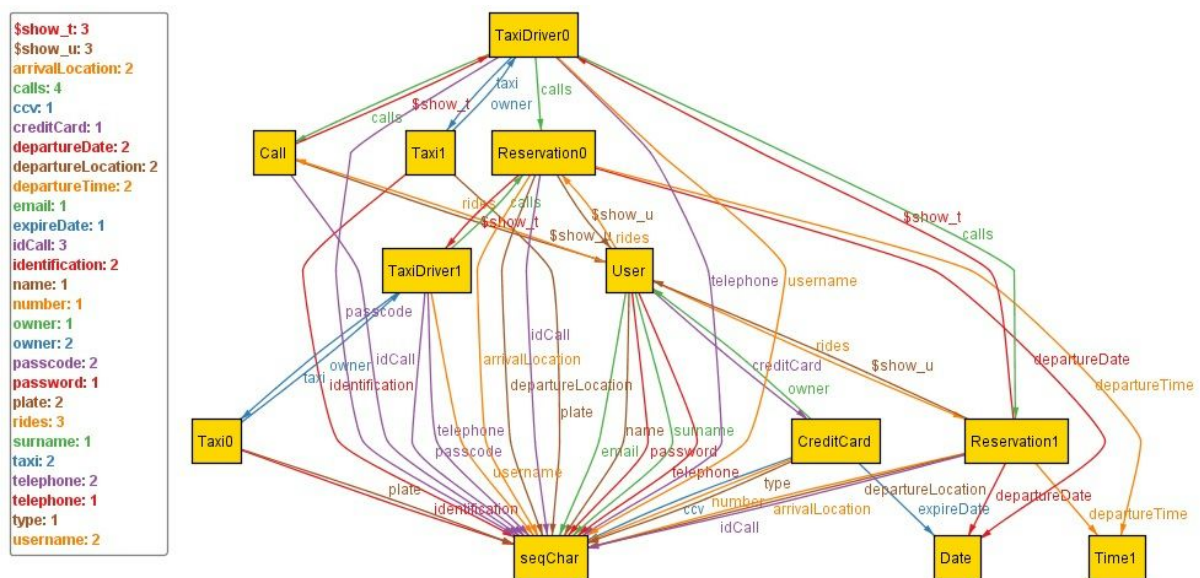 $show_t: 3
$show_u: 3
arrivalLocation: 2
calls: 4
ccv: 1
creditCard: 1
departureDate: 2
departureLocation: 2
departureTime: 2
email: 1
expireDate: 1
idCall: 3
identification: 2
name: 1
number: 1
owner: 1
owner: 2
passcode: 2
password: 1
plate: 2
rides: 3
surname: 1
taxi: 2
telephone: 2
telephone: 1
type: 1
username: 2
TaxiDriver0
taxi
calls
$show_t
owner
calls
Call
Taxi1
Reservation0
rides
$show_t
calls
$show_u
$show_u
rides
$show_t
calls
TaxiDriver1
User
telephone
username
passcode
idCall
rides
owner
idCall
arrivalLocation
creditCard
$show_u
departureDate
taxi
identification
departureLocation
owner
departureTime
plate
Taxi0
telephone
name
surname
CreditCard
Reservation1
passcode
email
password
plate
username
telephone
type
departureLocation
departureDate
identification
ccv
number
arrivalLocation
expireDate
departureTime
idCall
seqChar
Date
Time1